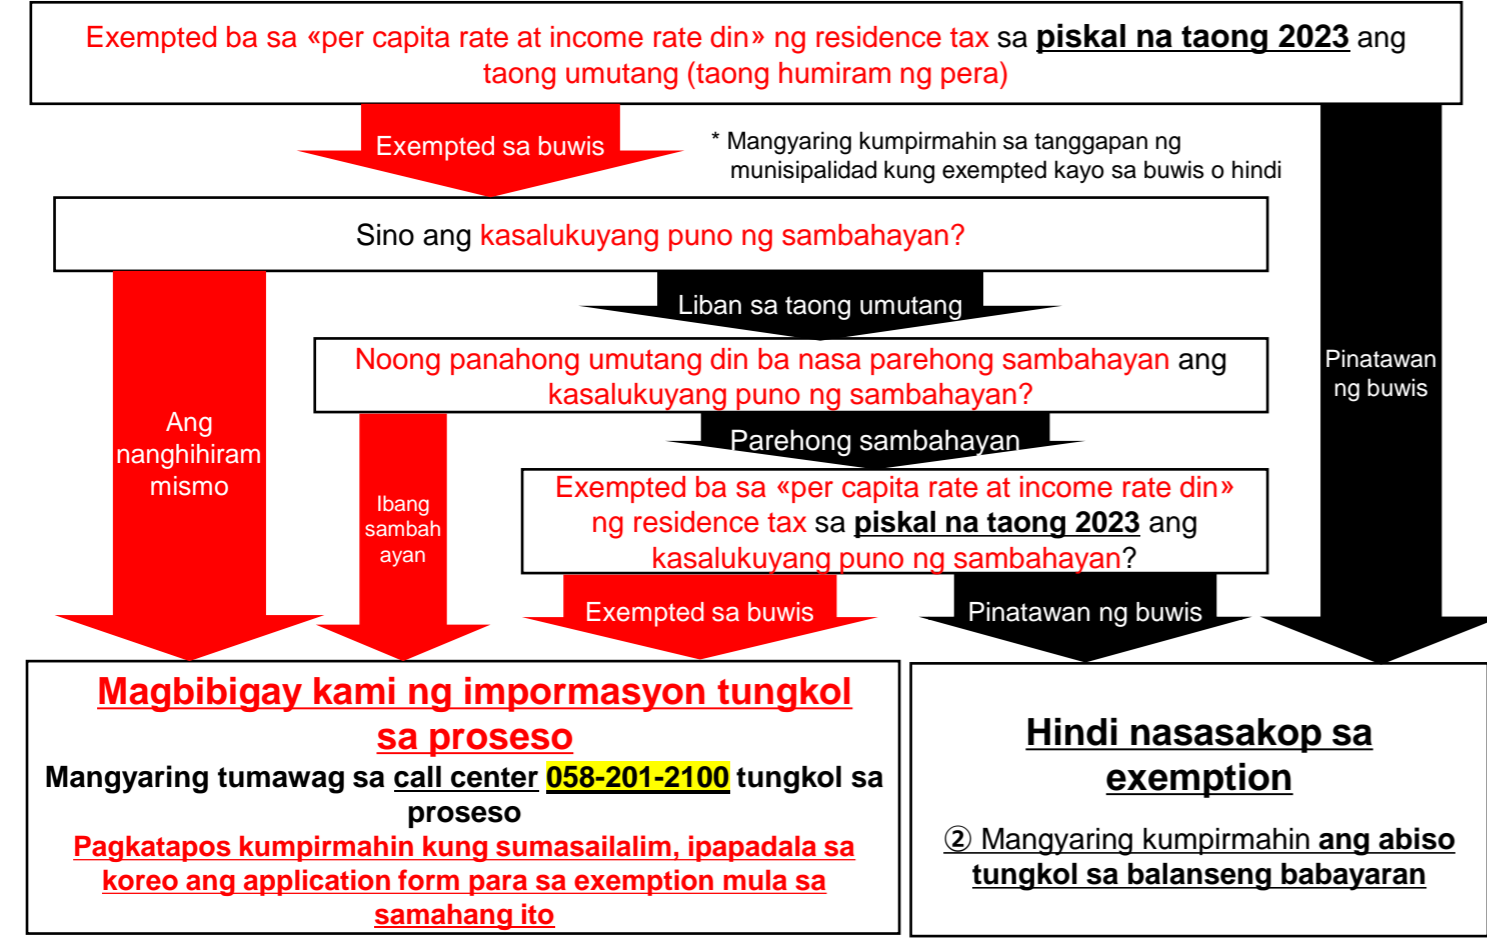 Exempted ba sa «per capita rate at income rate din» ng residence tax sa piskal na taong 2023 ang
taong umutang (taong humiram ng pera)
Exempted sa buwis
* Mangyaring kumpirmahin sa tanggapan ng
munisipalidad kung exempted kayo sa buwis o hindi
Sino ang kasalukuyang puno ng sambahayan?
Liban sa taong umutang
Noong panahong umutang din ba nasa parehong sambahayan ang
kasalukuyang puno ng sambahayan?
Pinatawan
ng buwis
Ang
nanghihiram
mismo
Parehong sambahayan
Ibang
sambah
ayan
Exempted ba sa «per capita rate at income rate din»
ng residence tax sa piskal na taong 2023 ang
kasalukuyang puno ng sambahayan?
Exempted sa buwis
Pinatawan ng buwis
Magbibigay kami ng impormasyon tungkol
sa proseso
Mangyaring tumawag sa call center 058-201-2100 tungkol sa
proseso
Pagkatapos kumpirmahin kung sumasailalim, ipapadala sa
koreo ang application form para sa exemption mula sa
samahang ito
Hindi nasasakop sa
exemption
② Mangyaring kumpirmahin ang abiso
tungkol sa balanseng babayaran